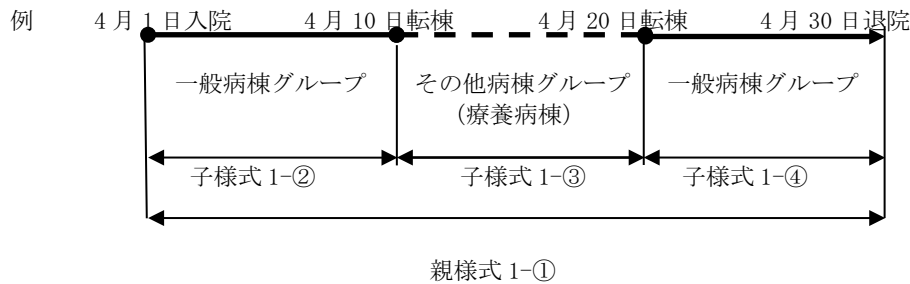 例 4月1日入院 4月10日転棟 4月20日転棟 4月30日退院
一般病棟グループ その他病棟グループ 一般病棟グループ
(療養病棟)
子様式1-② 子様式1-③ 子様式1-④
親様式1-①